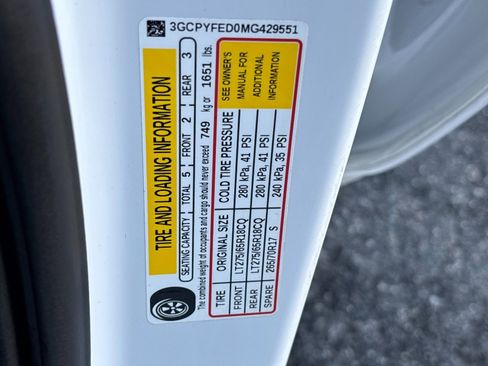 3GCPYFED0MG429551
TIRE AND LOADING INFORMATION
SEATING CAPACITY TOTAL 5 FRONT 2 REAR 3
The combined weight of occupants and cargo should never exceed 749 kg or 1651 lbs.
TIRE ORIGINAL SIZE COLD TIRE PRESSURE SEE OWNER'S
FRONT LT275/65R18CQ 280 kPa, 41 PSI MANUAL FOR
REAR LT275/65R18CQ 280 kPa, 41 PSI ADDITIONAL
SPARE 265/70R17 S 240 kPa, 35 PSI INFORMATION